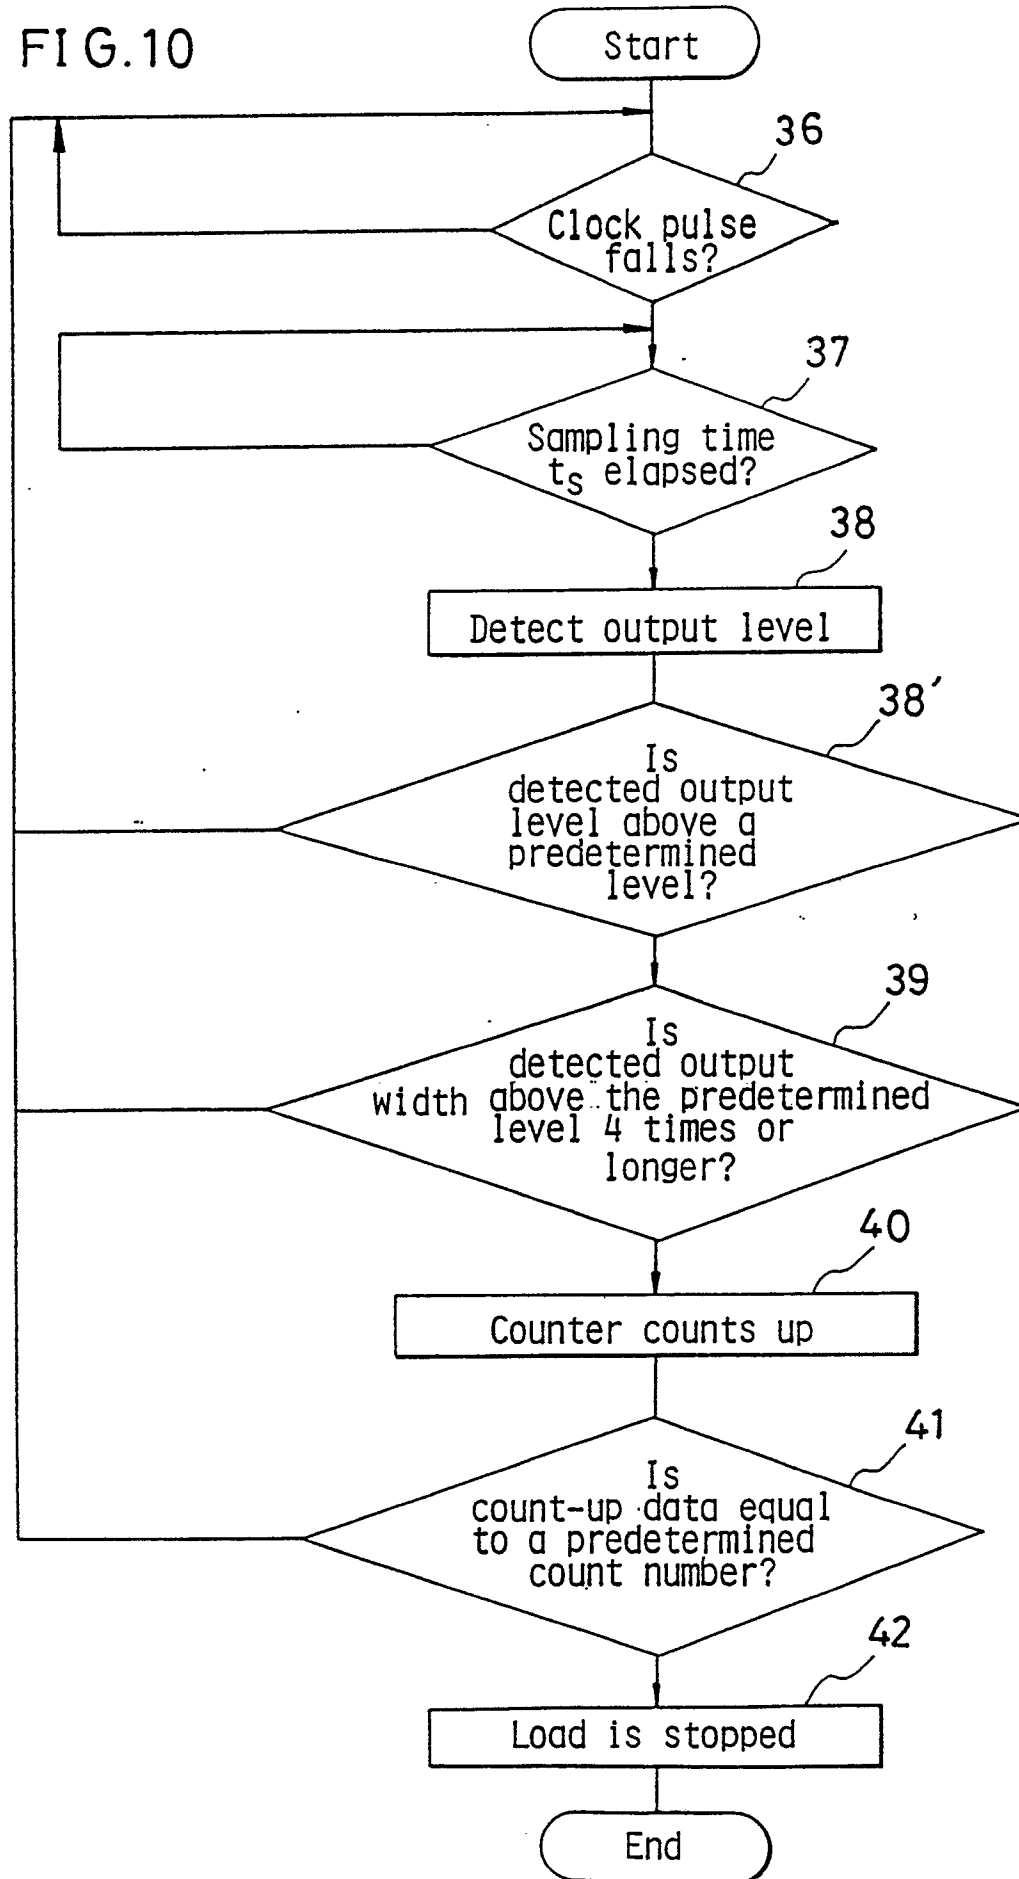 FIG.10
Start
36
Clock pulse
falls?
37
Sampling time
ts elapsed?
38
Detect output level
38'
Is
detected output
level above a
predetermined
level?
39
Is
detected output
width above the predetermined
level 4 times or
longer?
40
Counter counts up
41
Is
count-up data equal
to a predetermined
count number?
42
Load is stopped
End